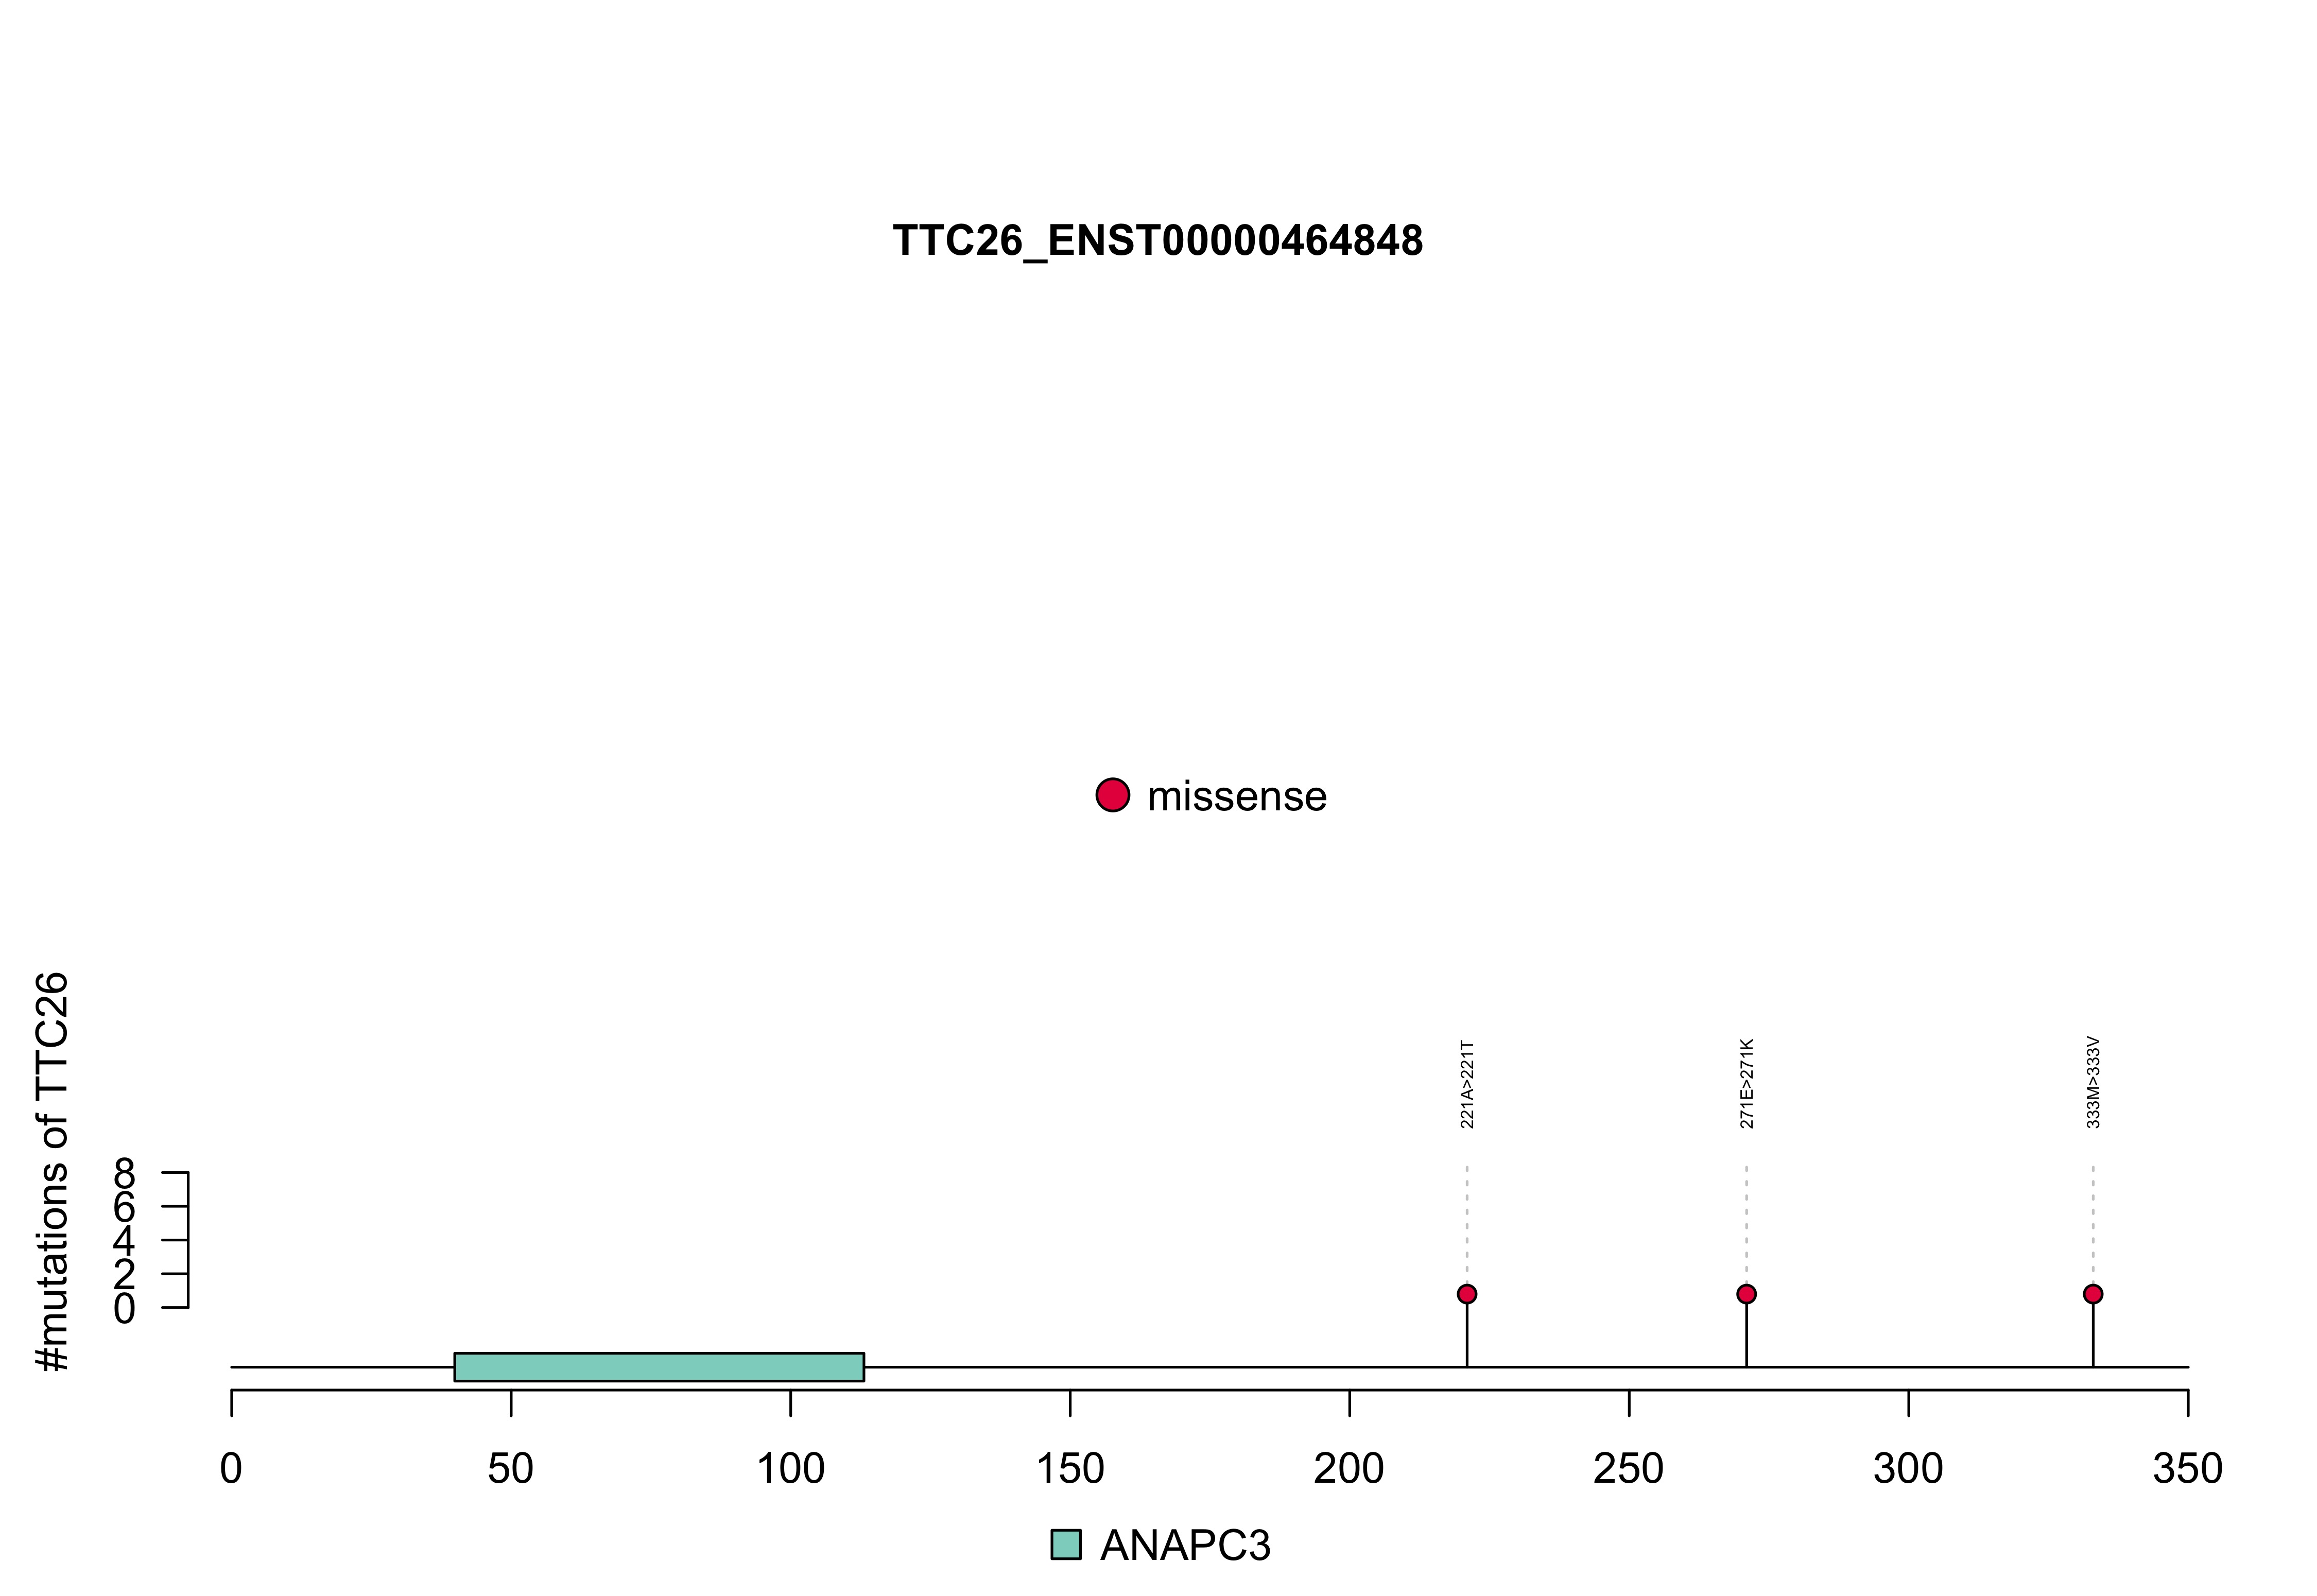 TTC26_ENST00000464848
missense
#mutations of TTC26
221A>221T
271E>271K
333M>333V
8
6
4
2
0
0 50 100 150 200 250 300 350
ANAPC3